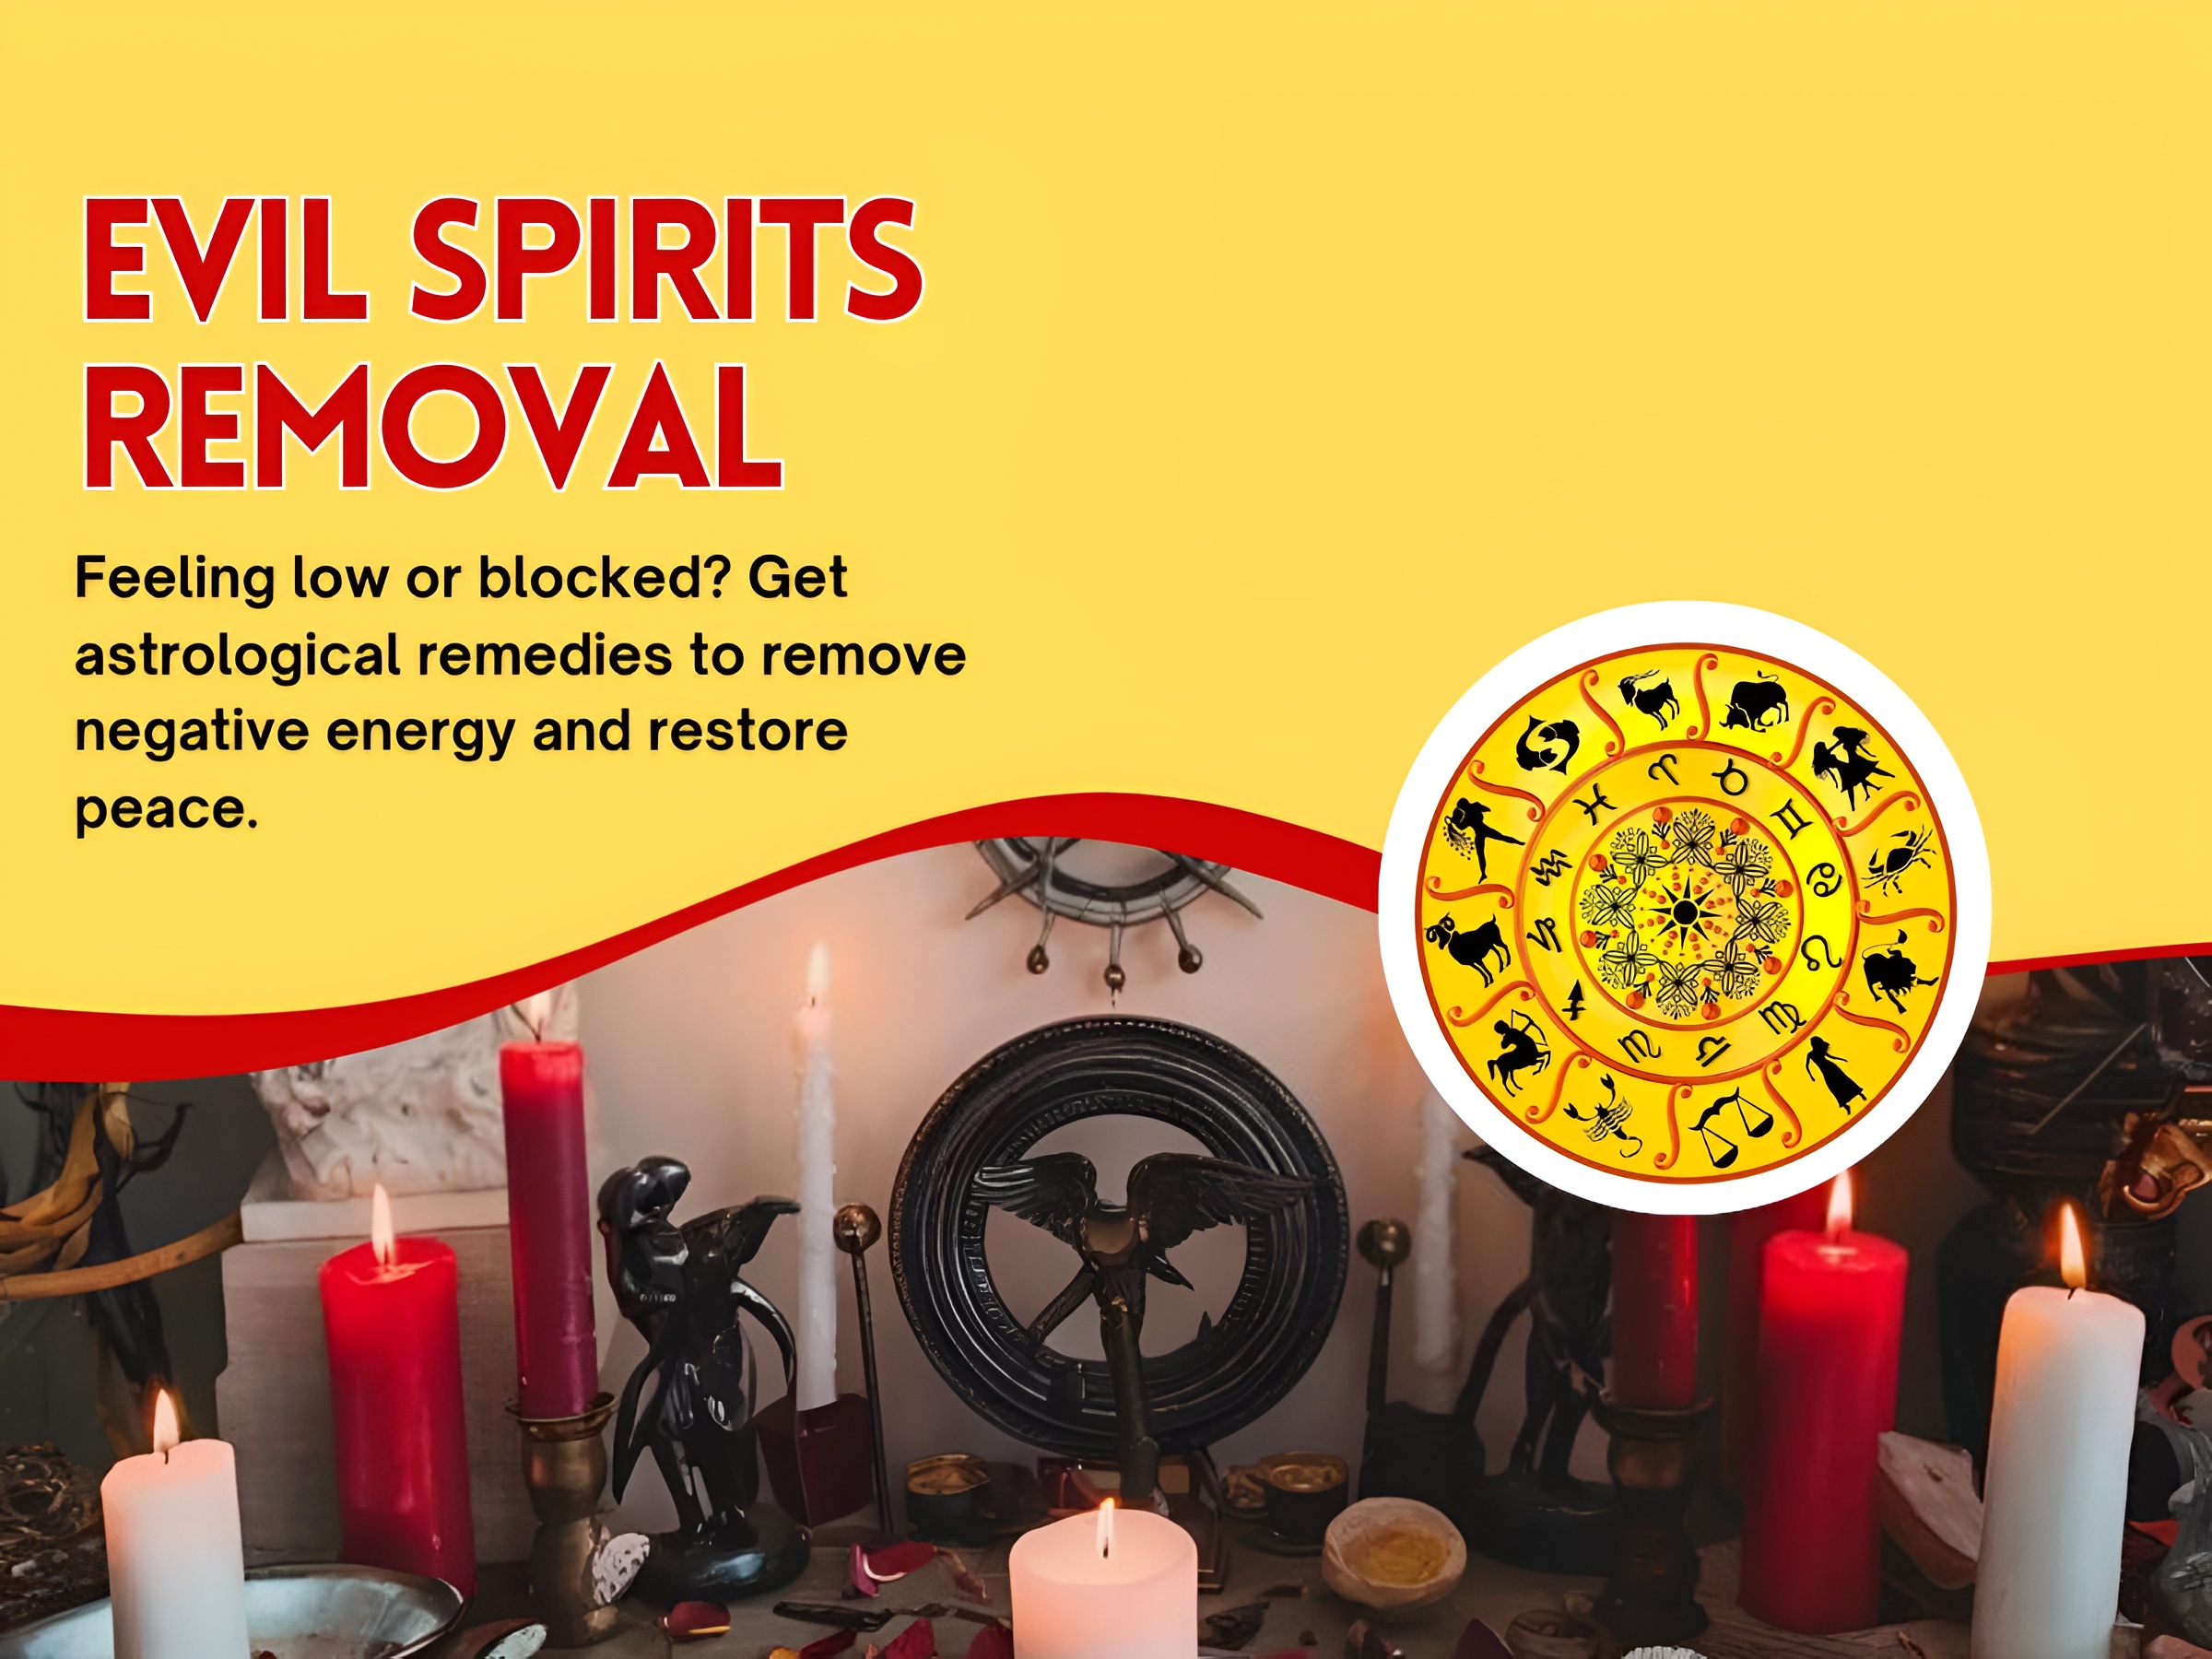 EVIL SPIRITS
REMOVAL
Feeling low or blocked? Get
astrological remedies to remove
negative energy and restore
peace.